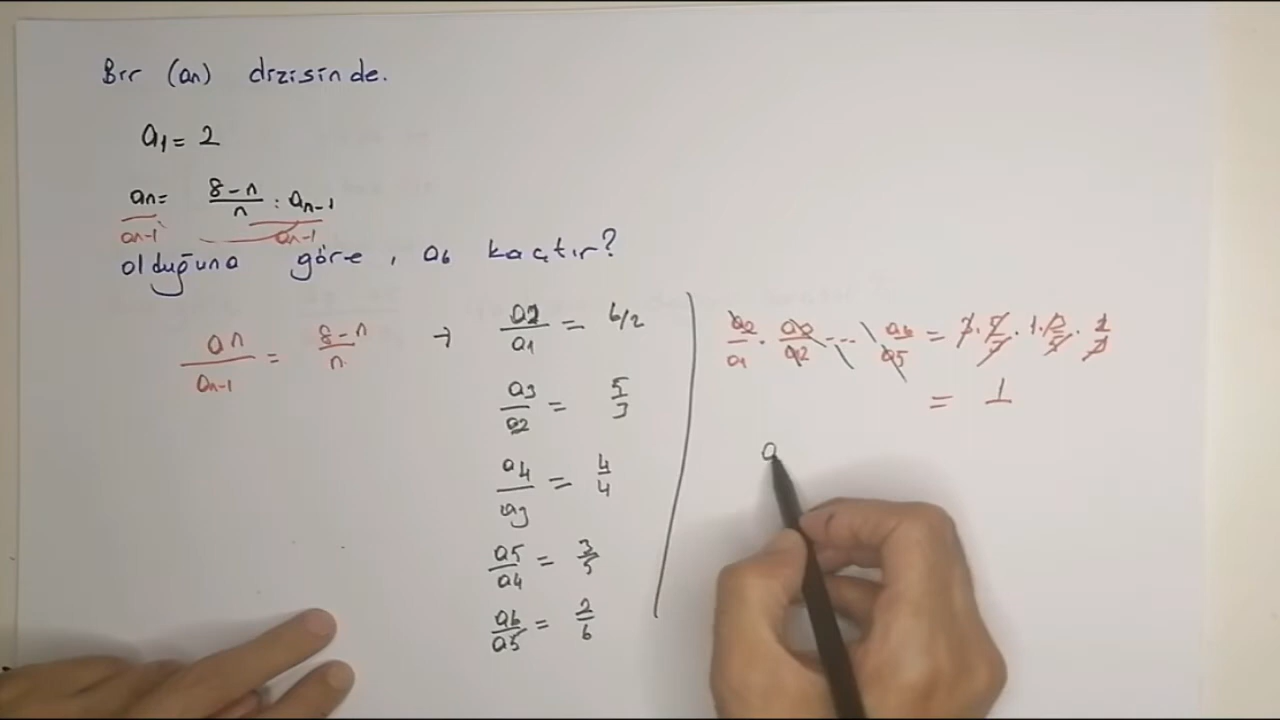 Bir (an) dizisinde.
a1 = 2
an = 8-n/n . an-1
an-1 an-1
olduğuna göre, a6 kaçtır?
an/an-1 = 8-n/n → a2/a1 = 6/2
a3/a2 = 5/3
a4/a3 = 4/4
a5/a4 = 3/5
a6/a5 = 2/6
a2/a1 . a3/a2 ... a6/a5 =
= 1
a